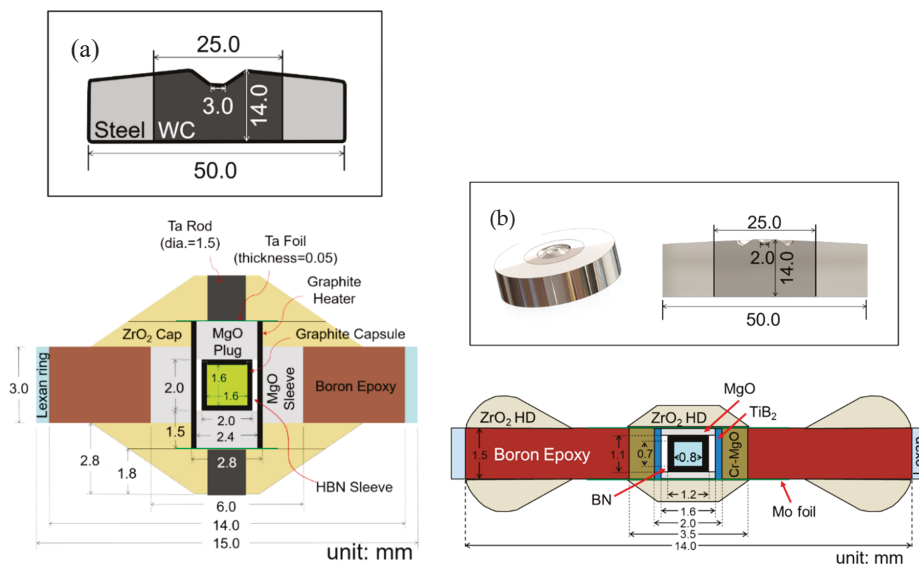 (a)
25.0
3.0
14.0
Steel
WC
50.0
Ta Rod
(dia.=1.5)
Ta Foil
(thickness=0.05)
Graphite
Heater
ZrO2 Cap
MgO
Plug
Graphite Capsule
Lexan ring
3.0
2.0
1.6
1.6
MgO
Sleeve
Boron Epoxy
1.5
2.0
2.4
2.8
2.8
1.8
HBN Sleeve
6.0
14.0
15.0
unit: mm
(b)
25.0
2.0
14.0
50.0
MgO
TiB2
ZrO2 HD
ZrO2 HD
1.5
Boron Epoxy
1.1
0.7
0.8
Cr-MgO
Lexan
BN
1.2
1.6
2.0
3.5
14.0
Mo foil
unit: mm